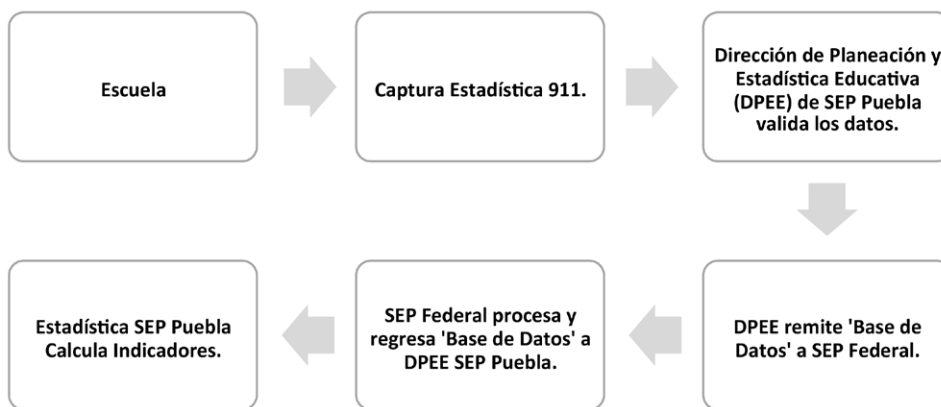 Escuela
Captura Estadística 911.
Dirección de Planeación y
Estadística Educativa
(DPEE) de SEP Puebla
valida los datos.
DPEE remite 'Base de
Datos' a SEP Federal.
SEP Federal procesa y
regresa 'Base de Datos' a
DPEE SEP Puebla.
Estadística SEP Puebla
Calcula Indicadores.